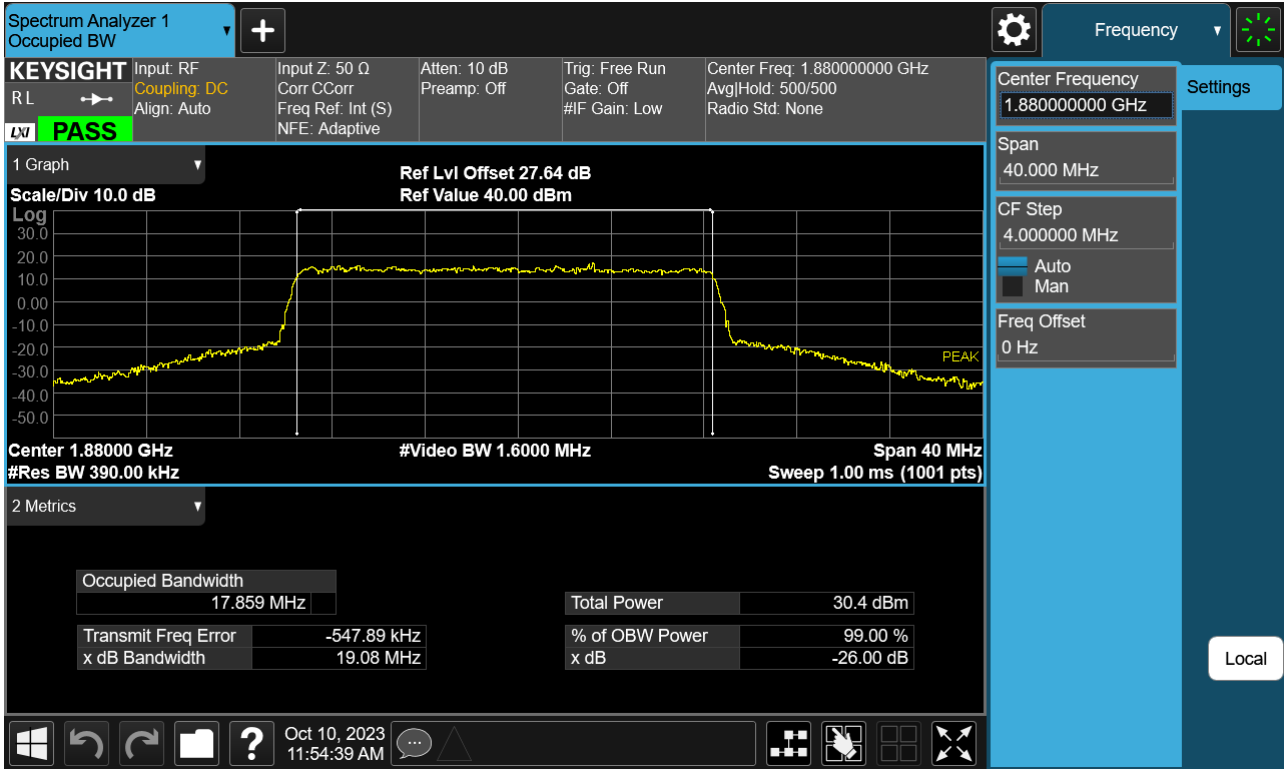 Spectrum Analyzer 1
Occupied BW
Frequency
KEYSIGHT
R L
LXI
PASS
Input: RF
Coupling: DC
Align: Auto
Input Z: 50 Ω
Corr CCorr
Freq Ref: Int (S)
NFE: Adaptive
Atten: 10 dB
Preamp: Off
Trig: Free Run
Gate: Off
#IF Gain: Low
Center Freq: 1.880000000 GHz
Avg|Hold: 500/500
Radio Std: None
Center Frequency
1.880000000 GHz
Settings
Span
40.000 MHz
CF Step
4.000000 MHz
Auto
Man
Freq Offset
0 Hz
Local
1 Graph
Ref Lvl Offset 27.64 dB
Scale/Div 10.0 dB
Ref Value 40.00 dBm
Log
30.0
20.0
10.0
0.00
-10.0
-20.0
-30.0
-40.0
-50.0
PEAK
Center 1.88000 GHz
#Video BW 1.6000 MHz
Span 40 MHz
#Res BW 390.00 kHz
Sweep 1.00 ms (1001 pts)
2 Metrics
Occupied Bandwidth
17.859 MHz
Total Power 30.4 dBm
Transmit Freq Error -547.89 kHz
% of OBW Power 99.00 %
x dB Bandwidth 19.08 MHz
x dB -26.00 dB
?
Oct 10, 2023
11:54:39 AM